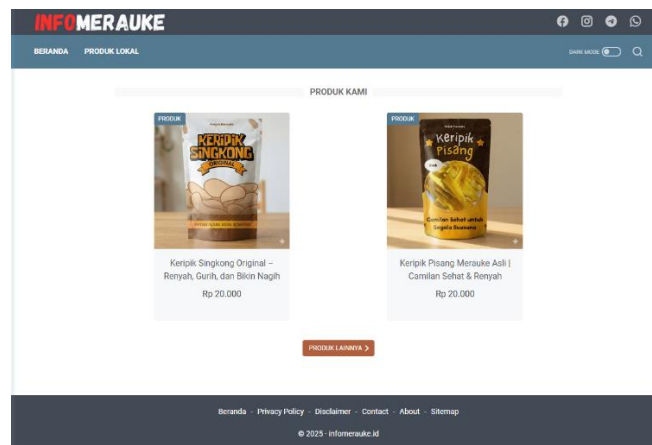 INFOMERAUKE
BERANDA PRODUK LOKAL
DARK MODE
PRODUK KAMI
PRODUK
KERIPIK
SINGKONG
ORIGINAL
PRODUK
Keripik
Pisang
Camilan Sehat untuk
Segala Suasana
Keripik Singkong Original –
Renyah, Gurih, dan Bikin Nagih
Rp 20.000
Keripik Pisang Merauke Asli |
Camilan Sehat & Renyah
Rp 20.000
PRODUK LAINNYA
Beranda - Privacy Policy - Disclaimer - Contact - About - Sitemap
© 2025 - infomerauke.id